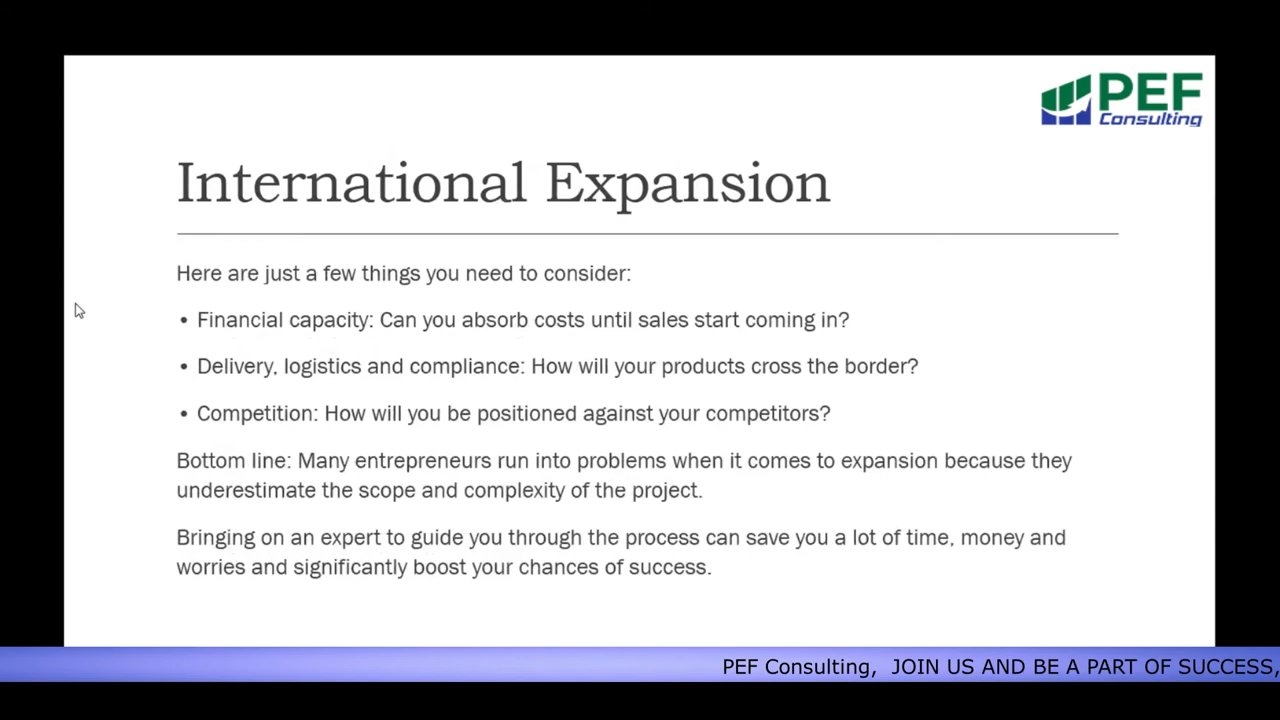 PEF
Consulting
International Expansion
Here are just a few things you need to consider:
• Financial capacity: Can you absorb costs until sales start coming in?
• Delivery, logistics and compliance: How will your products cross the border?
• Competition: How will you be positioned against your competitors?
Bottom line: Many entrepreneurs run into problems when it comes to expansion because they
underestimate the scope and complexity of the project.
Bringing on an expert to guide you through the process can save you a lot of time, money and
worries and significantly boost your chances of success.
PEF Consulting, JOIN US AND BE A PART OF SUCCESS,